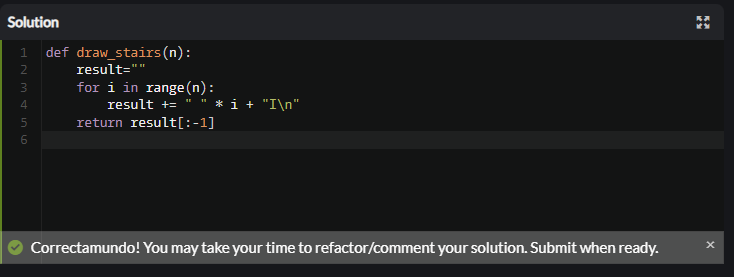 Solution
1 def draw_stairs(n):
2     result=""
3     for i in range(n):
4         result += " " * i + "I\n"
5     return result[:-1]
6
Correctamundo! You may take your time to refactor/comment your solution. Submit when ready. ×